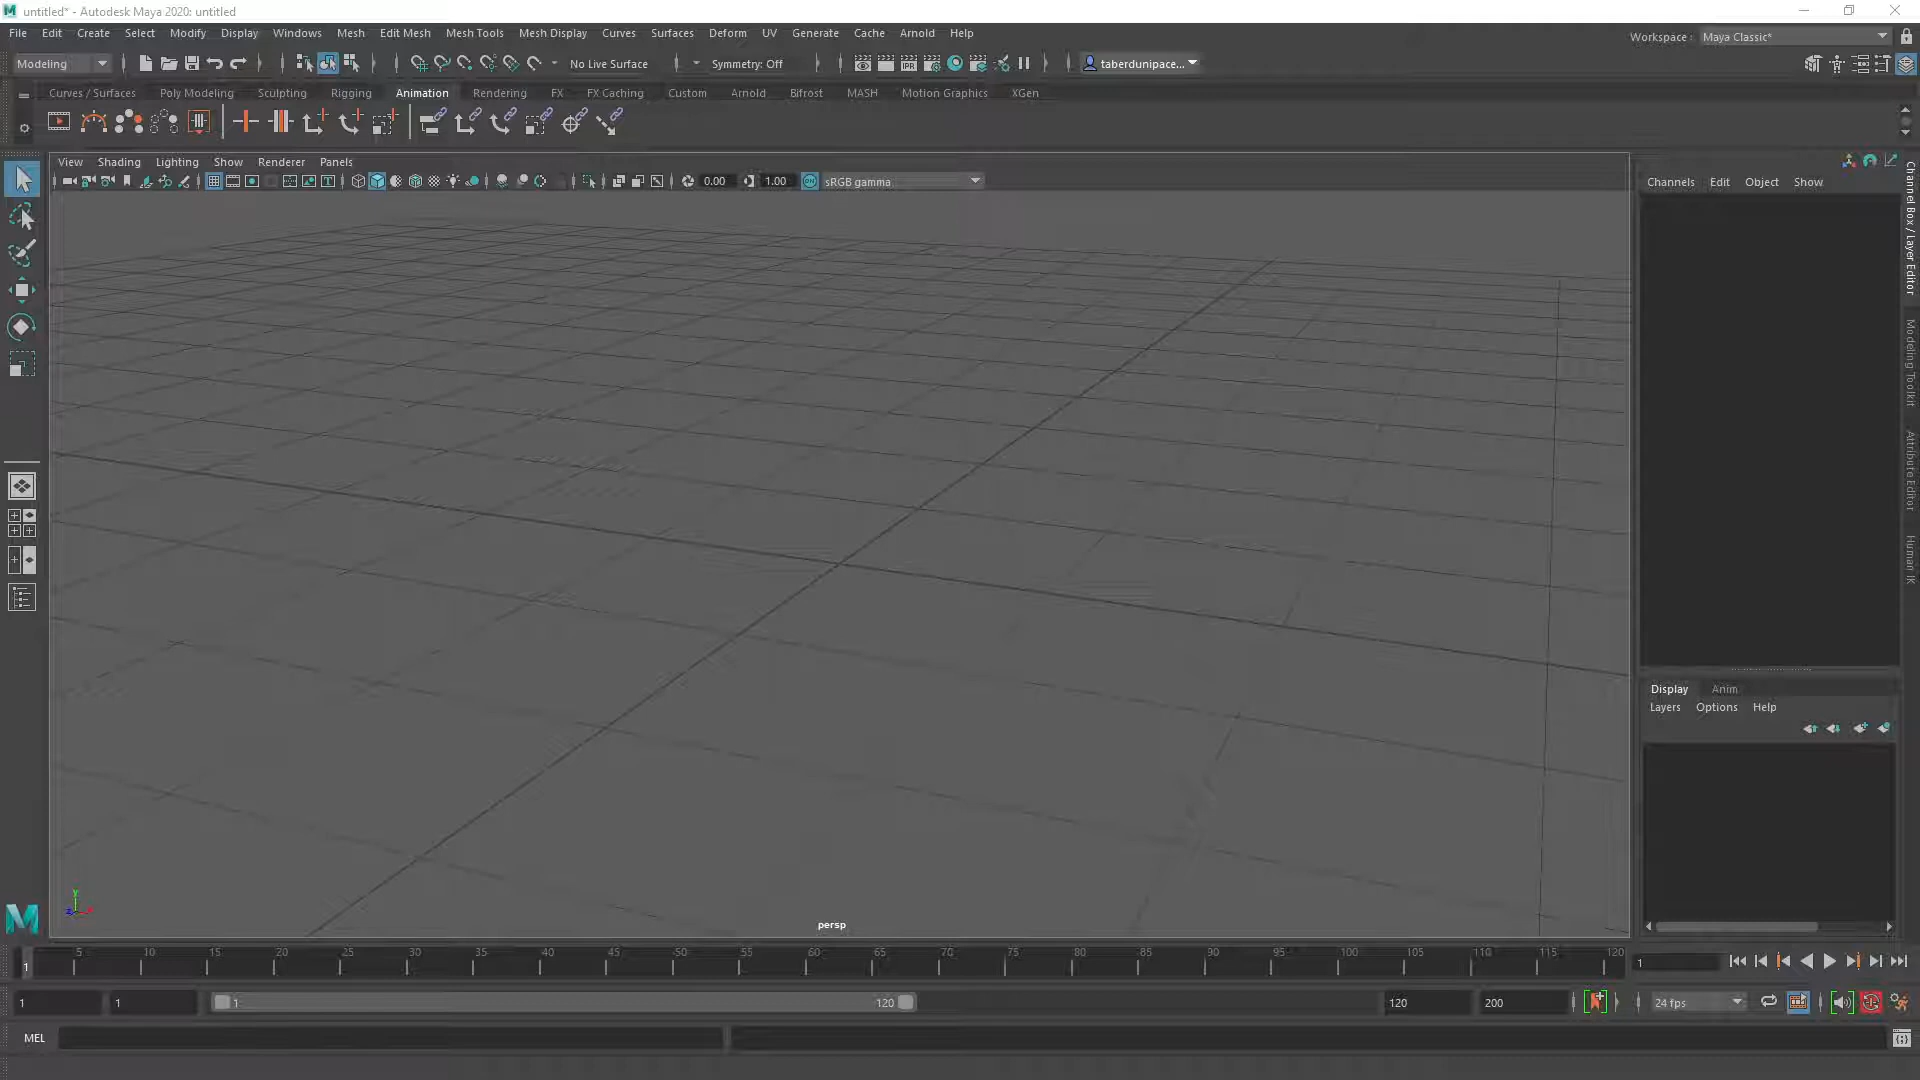 untitled* - Autodesk Maya 2020: untitled
File Edit Create Select Modify Display Windows Mesh Edit Mesh Mesh Tools Mesh Display Curves Surfaces Deform UV Generate Cache Arnold Help
Workspace : Maya Classic*
Modeling No Live Surface Symmetry: Off taberdunipace...
Curves / Surfaces Poly Modeling Sculpting Rigging Animation Rendering FX FX Caching Custom Arnold Bifrost MASH Motion Graphics XGen
View Shading Lighting Show Renderer Panels
0.00 1.00 sRGB gamma
Channels Edit Object Show
Channel Box / Layer Editor
Modeling Toolkit
Attribute Editor
Human IK
Display Anim
Layers Options Help
persp
5 10 15 20 25 30 35 40 45 50 55 60 65 70 75 80 85 90 95 100 105 110 115 120
1 1
1 1 1 120 120 200 24 fps
MEL